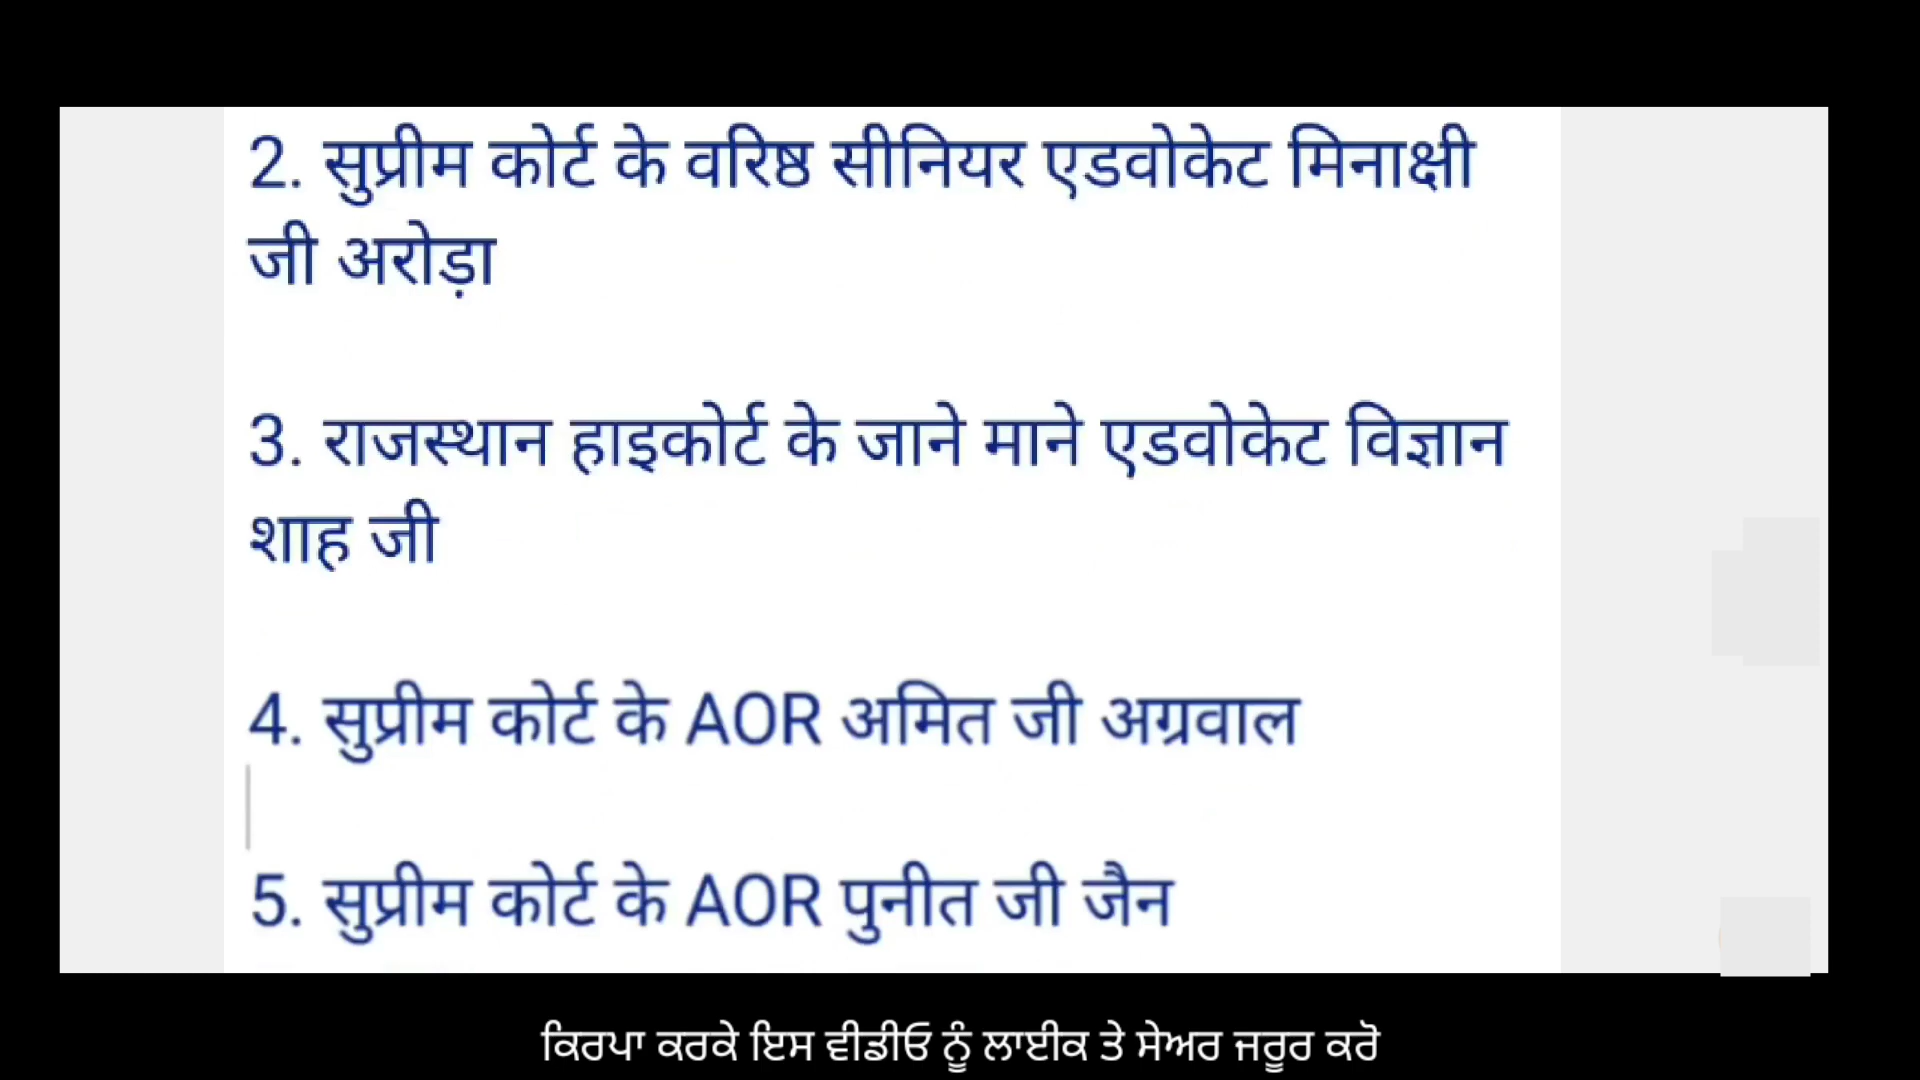 2. सुप्रीम कोर्ट के वरिष्ठ सीनियर एडवोकेट मिनाक्षी
जी अरोड़ा
3. राजस्थान हाइकोर्ट के जाने माने एडवोकेट विज्ञान
शाह जी
4. सुप्रीम कोर्ट के AOR अमित जी अग्रवाल
5. सुप्रीम कोर्ट के AOR पुनीत जी जैन
ਕਿਰਪਾ ਕਰਕੇ ਇਸ ਵੀਡੀਓ ਨੂੰ ਲਾਈਕ ਤੇ ਸੇਅਰ ਜਰੂਰ ਕਰੋ